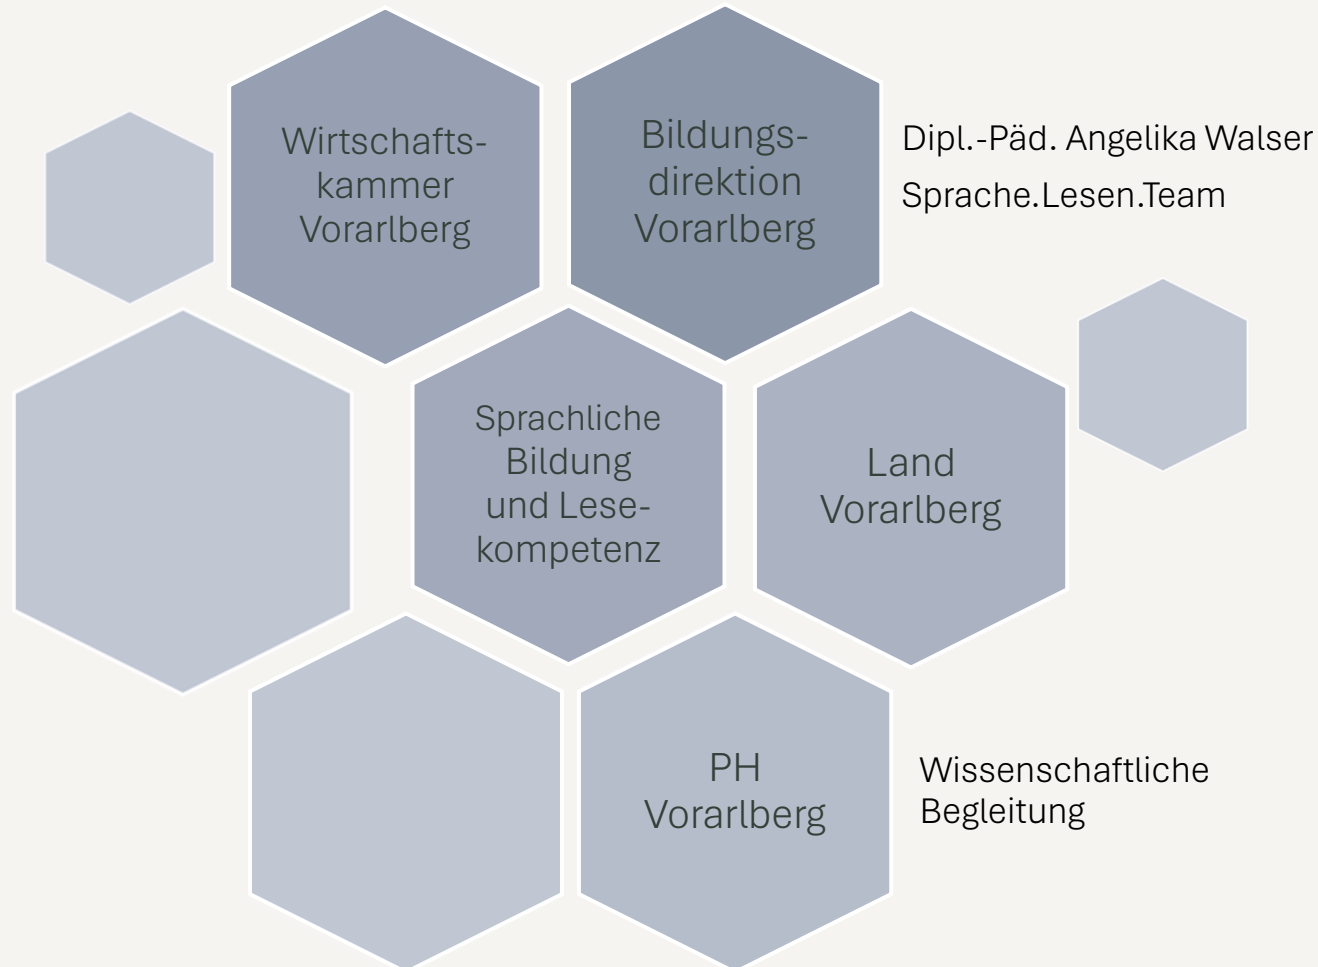 Wirtschafts-
kammer
Vorarlberg
Bildungs-
direktion
Vorarlberg
Dipl.-Päd. Angelika Walser
Sprache.Lesen.Team
Sprachliche
Bildung
und Lese-
kompetenz
Land
Vorarlberg
PH
Vorarlberg
Wissenschaftliche
Begleitung